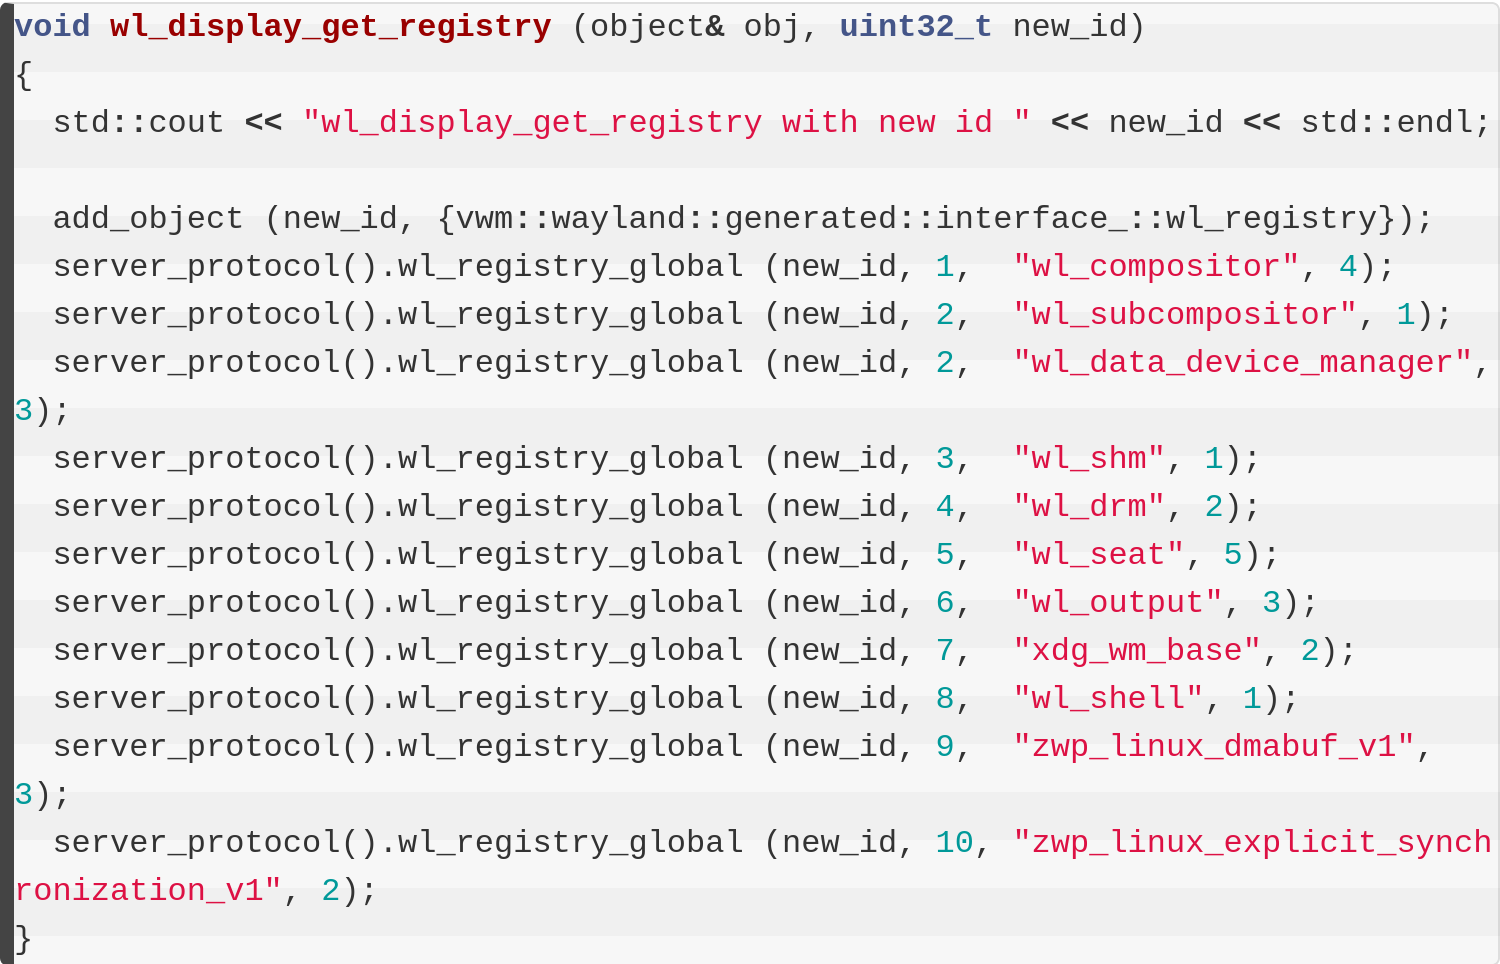 void wl_display_get_registry (object& obj, uint32_t new_id)
{
  std::cout << "wl_display_get_registry with new id " << new_id << std::endl;

  add_object (new_id, {vwm::wayland::generated::interface_::wl_registry});
  server_protocol().wl_registry_global (new_id, 1,  "wl_compositor", 4);
  server_protocol().wl_registry_global (new_id, 2,  "wl_subcompositor", 1);
  server_protocol().wl_registry_global (new_id, 2,  "wl_data_device_manager",
3);
  server_protocol().wl_registry_global (new_id, 3,  "wl_shm", 1);
  server_protocol().wl_registry_global (new_id, 4,  "wl_drm", 2);
  server_protocol().wl_registry_global (new_id, 5,  "wl_seat", 5);
  server_protocol().wl_registry_global (new_id, 6,  "wl_output", 3);
  server_protocol().wl_registry_global (new_id, 7,  "xdg_wm_base", 2);
  server_protocol().wl_registry_global (new_id, 8,  "wl_shell", 1);
  server_protocol().wl_registry_global (new_id, 9,  "zwp_linux_dmabuf_v1",
3);
  server_protocol().wl_registry_global (new_id, 10, "zwp_linux_explicit_synch
ronization_v1", 2);
}